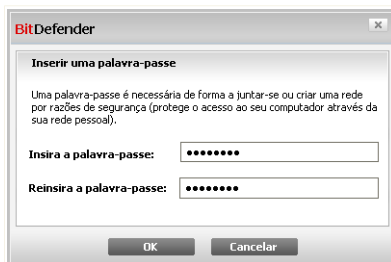 BitDefender
Inserir uma palavra-passe
Uma palavra-passe é necessária de forma a juntar-se ou criar uma rede
por razões de segurança (protege o acesso ao seu computador através da
sua rede pessoal).
Insira a palavra-passe: ●●●●●●●●
Reinsira a palavra-passe: ●●●●●●●●
OK Cancelar